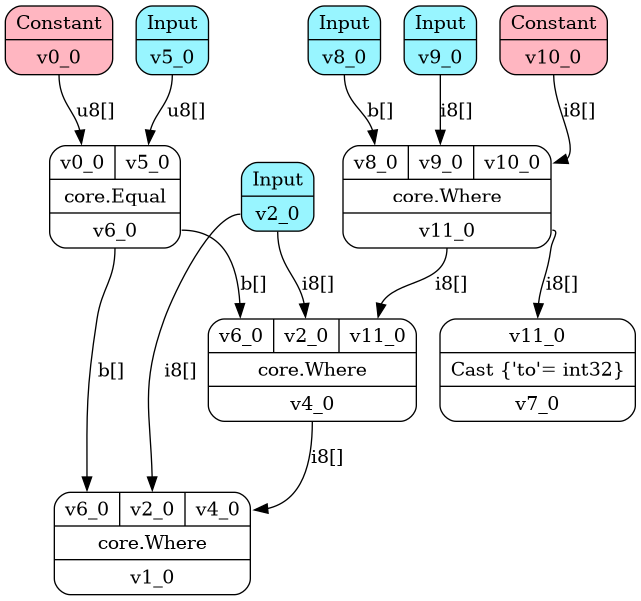 Constant
v0_0
Input
v5_0
Input
v8_0
Input
v9_0
Constant
v10_0
u8[]
u8[]
b[]
i8[]
i8[]
v0_0 v5_0
core.Equal
v6_0
Input
v2_0
v8_0 v9_0 v10_0
core.Where
v11_0
b[]
i8[]
i8[]
i8[]
v6_0 v2_0 v11_0
core.Where
v4_0
v11_0
Cast {'to'= int32}
v7_0
b[]
i8[]
i8[]
v6_0 v2_0 v4_0
core.Where
v1_0